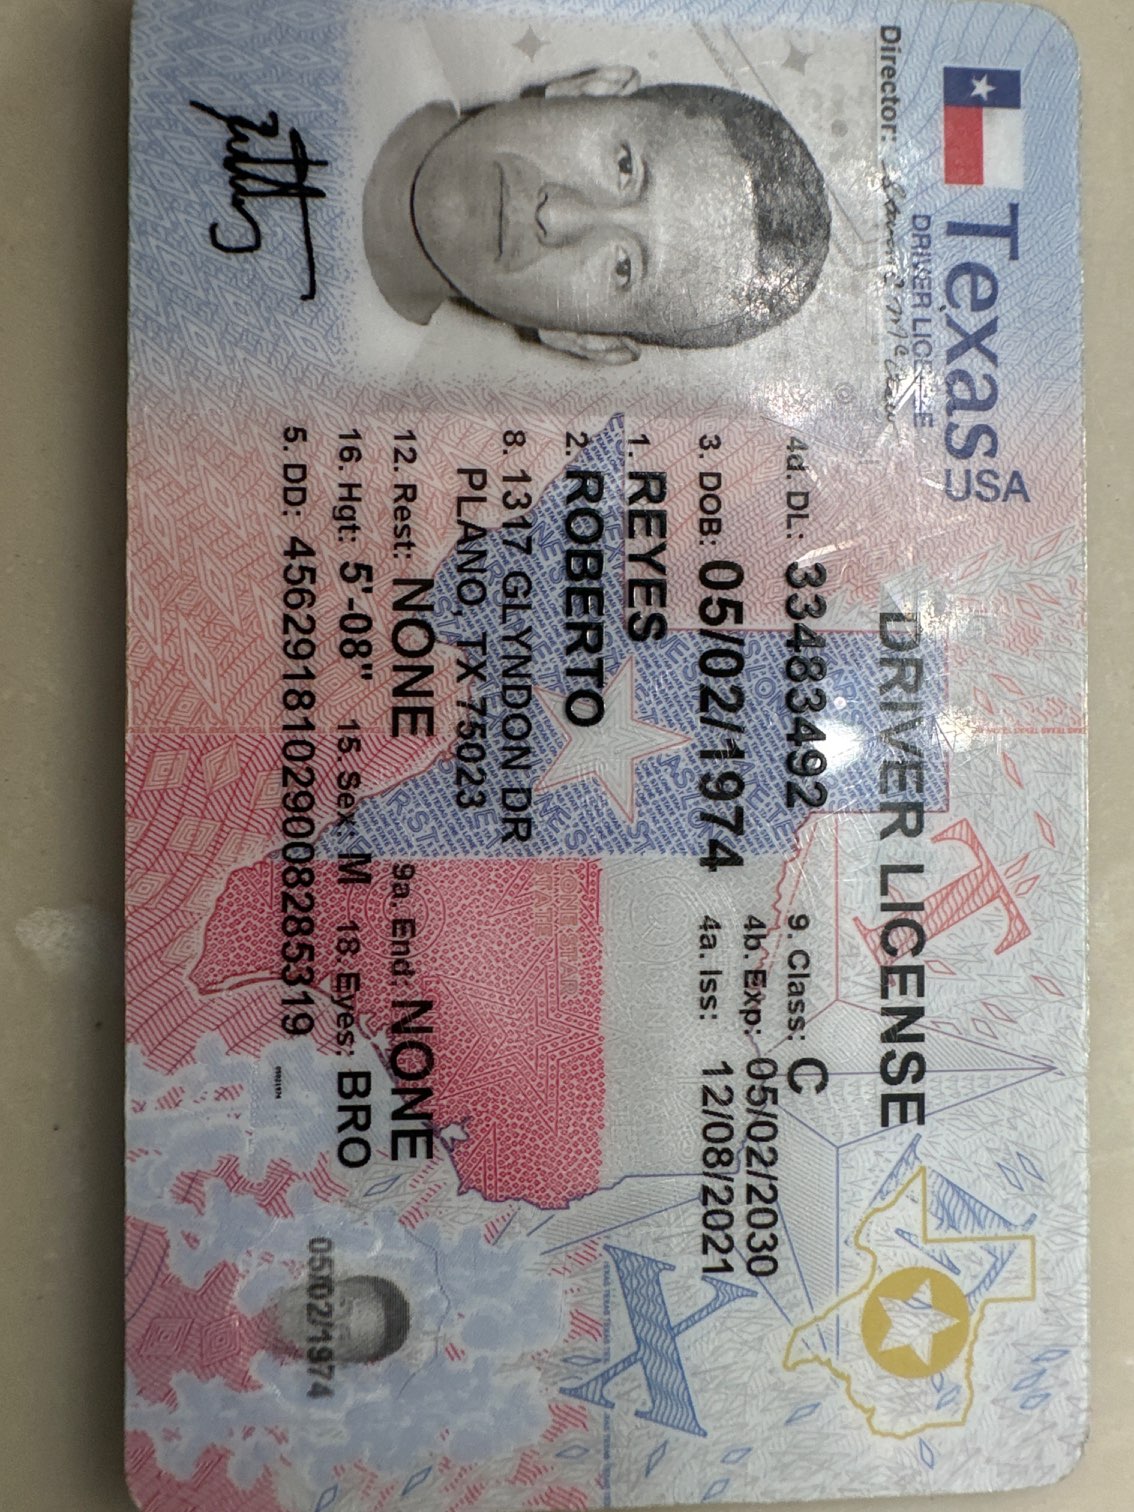 Texas USA
DRIVER LICENSE
DRIVER LICENSE
Director:
4d. DL: 33483492 9. Class: C
4b. Exp: 05/02/2030
3. DOB: 05/02/1974 4a. Iss: 12/08/2021
1. REYES
2. ROBERTO
8. 1317 GLYNDON DR
PLANO, TX 75023
12. Rest: NONE 9a. End: NONE
16. Hgt: 5'-08" 15. Sex: M 18. Eyes: BRO
5. DD: 45629181029008285319
05/02/1974
TX